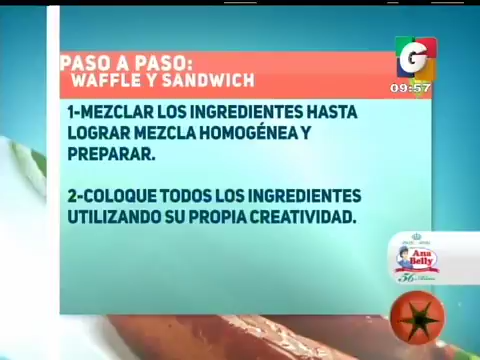 PASO A PASO:
WAFFLE Y SANDWICH
G
09:57
1-MEZCLAR LOS INGREDIENTES HASTA
LOGRAR MEZCLA HOMOGÉNEA Y
PREPARAR.
2-COLOQUE TODOS LOS INGREDIENTES
UTILIZANDO SU PROPIA CREATIVIDAD.
Ana
Belly
56